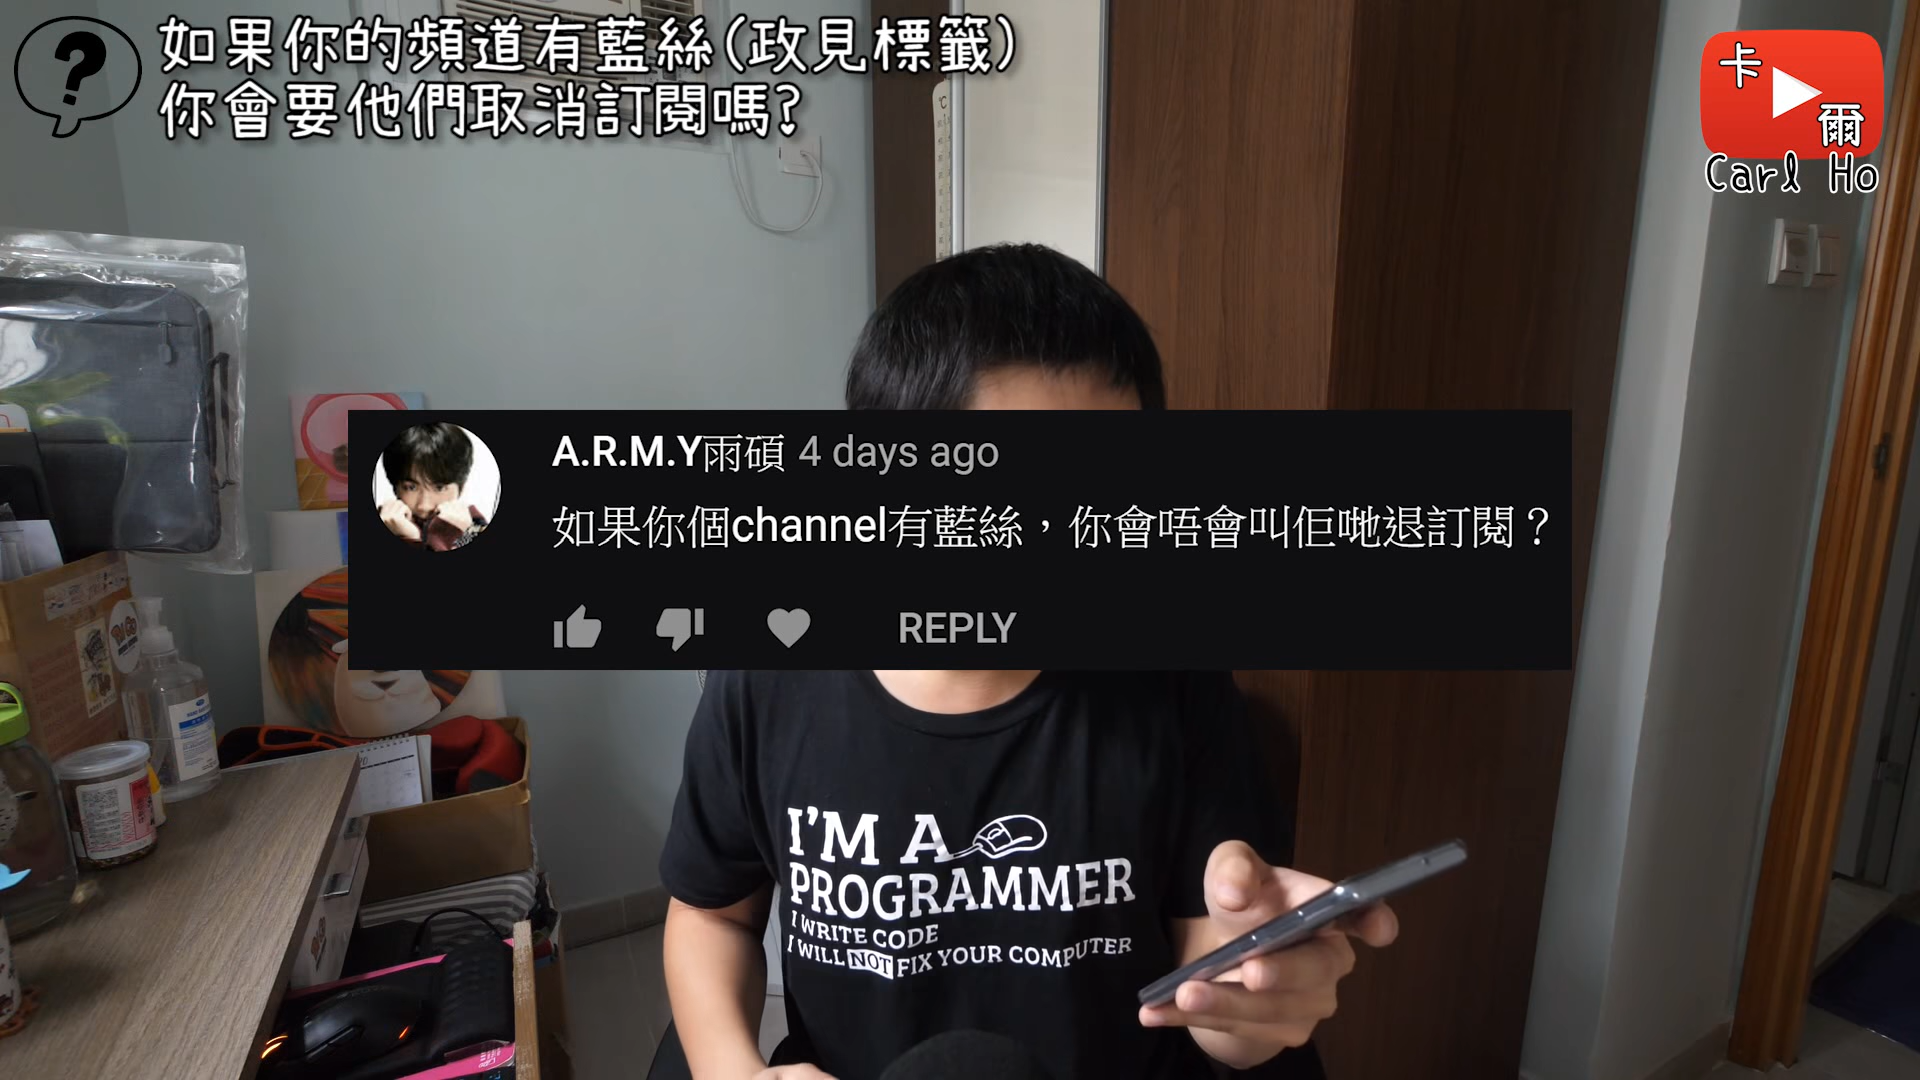 ?
如果你的頻道有藍絲(政見標籤)
你會要他們取消訂閱嗎?
卡
爾
Carl Ho
A.R.M.Y雨碩 4 days ago
如果你個channel有藍絲，你會唔會叫佢哋退訂閱？
REPLY
I'M A
PROGRAMMER
I WRITE CODE
I WILL NOT FIX YOUR COMPUTER